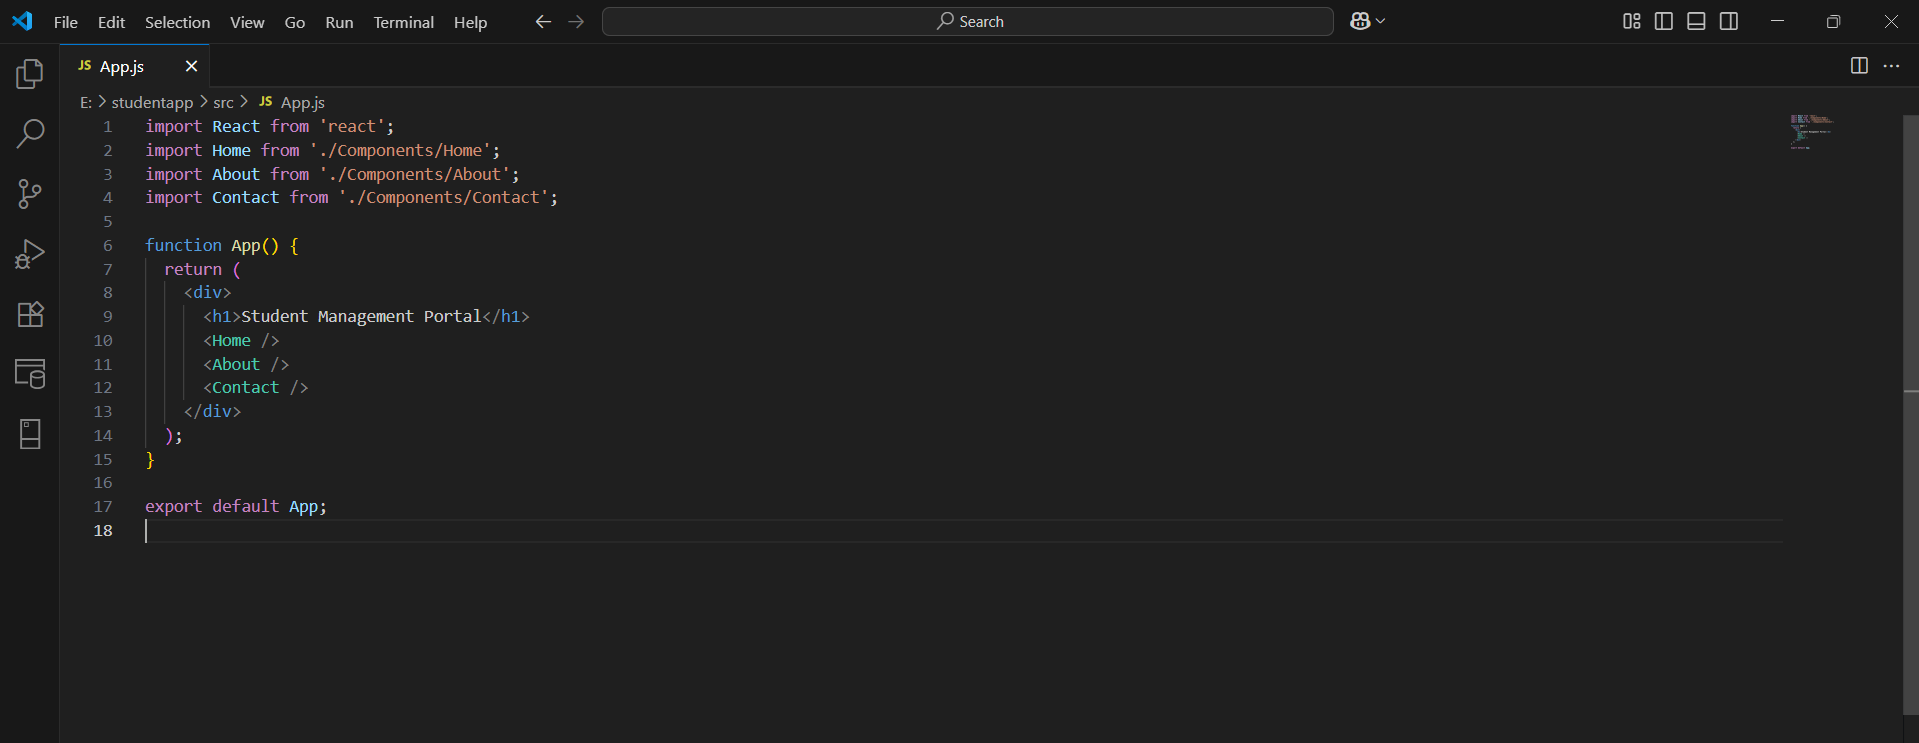 File Edit Selection View Go Run Terminal Help Search
JS App.js
E: > studentapp > src > JS App.js
1 import React from 'react';
2 import Home from './Components/Home';
3 import About from './Components/About';
4 import Contact from './Components/Contact';
5
6 function App() {
7 return (
8 <div>
9 <h1>Student Management Portal</h1>
10 <Home />
11 <About />
12 <Contact />
13 </div>
14 );
15 }
16
17 export default App;
18